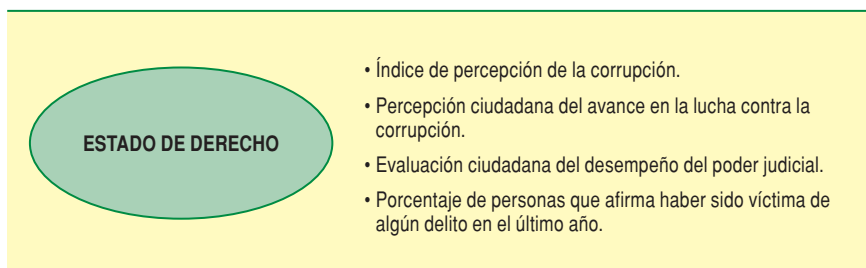 ESTADO DE DERECHO
• Índice de percepción de la corrupción.
• Percepción ciudadana del avance en la lucha contra la
corrupción.
• Evaluación ciudadana del desempeño del poder judicial.
• Porcentaje de personas que afirma haber sido víctima de
algún delito en el último año.